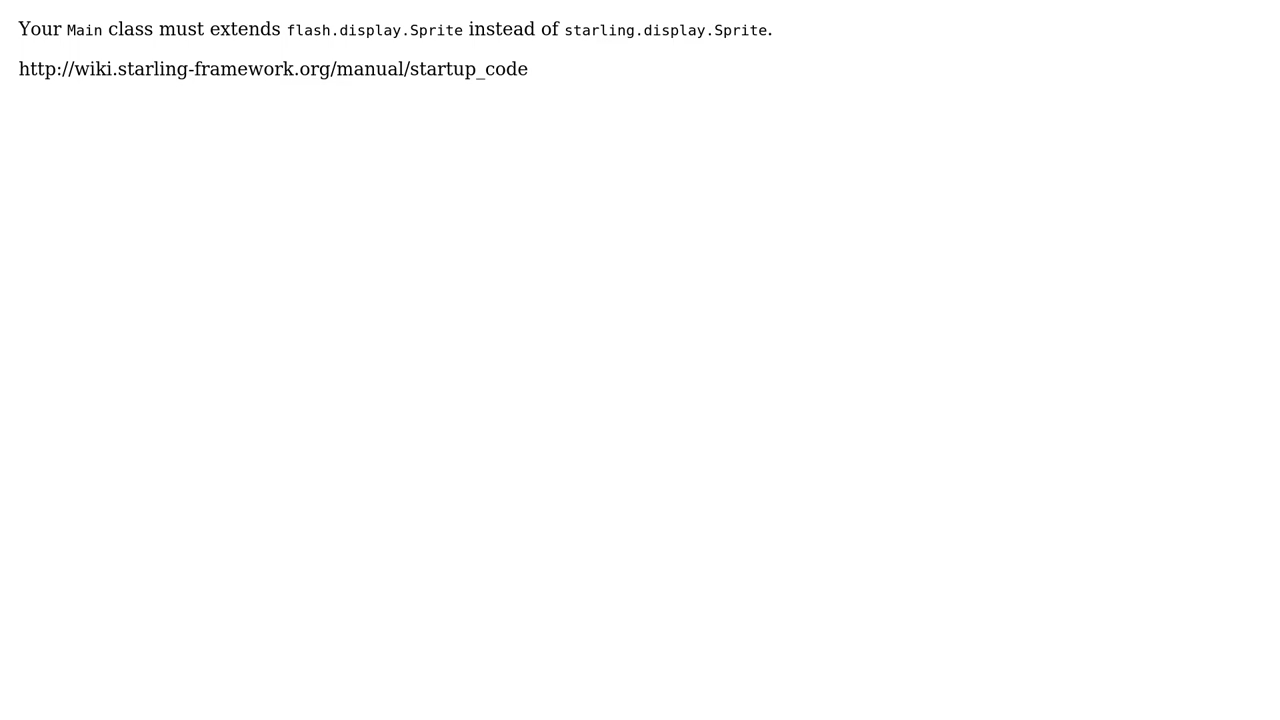 Your Main class must extends flash.display.Sprite instead of starling.display.Sprite.
http://wiki.starling-framework.org/manual/startup_code